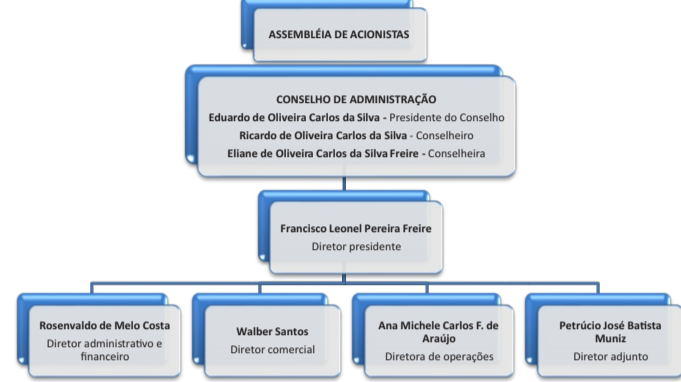 ASSEMBLÉIA DE ACIONISTAS
CONSELHO DE ADMINISTRAÇÃO
Eduardo de Oliveira Carlos da Silva - Presidente do Conselho
Ricardo de Oliveira Carlos da Silva - Conselheiro
Eliane de Oliveira Carlos da Silva Freire - Conselheira
Francisco Leonel Pereira Freire
Diretor presidente
Rosenvaldo de Melo Costa
Diretor administrativo e
financeiro
Walber Santos
Diretor comercial
Ana Michele Carlos F. de
Araújo
Diretora de operações
Petrúcio José Batista
Muniz
Diretor adjunto